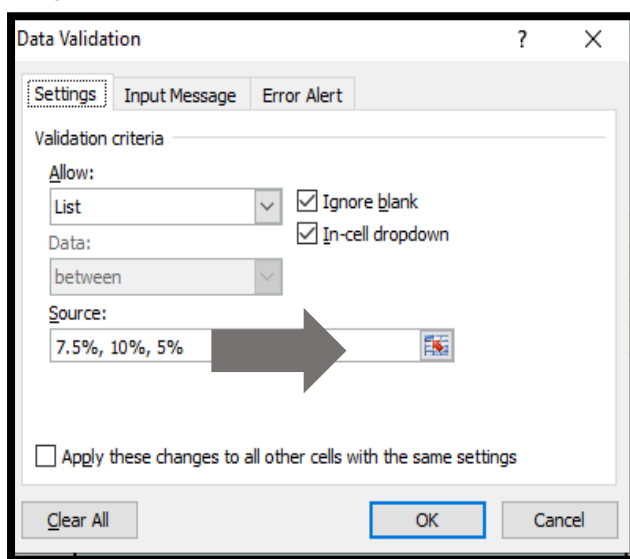 Data Validation ? X
Settings Input Message Error Alert
Validation criteria
Allow:
List
Ignore blank
Data:
In-cell dropdown
between
Source:
7.5%, 10%, 5%
Apply these changes to all other cells with the same settings
Clear All OK Cancel